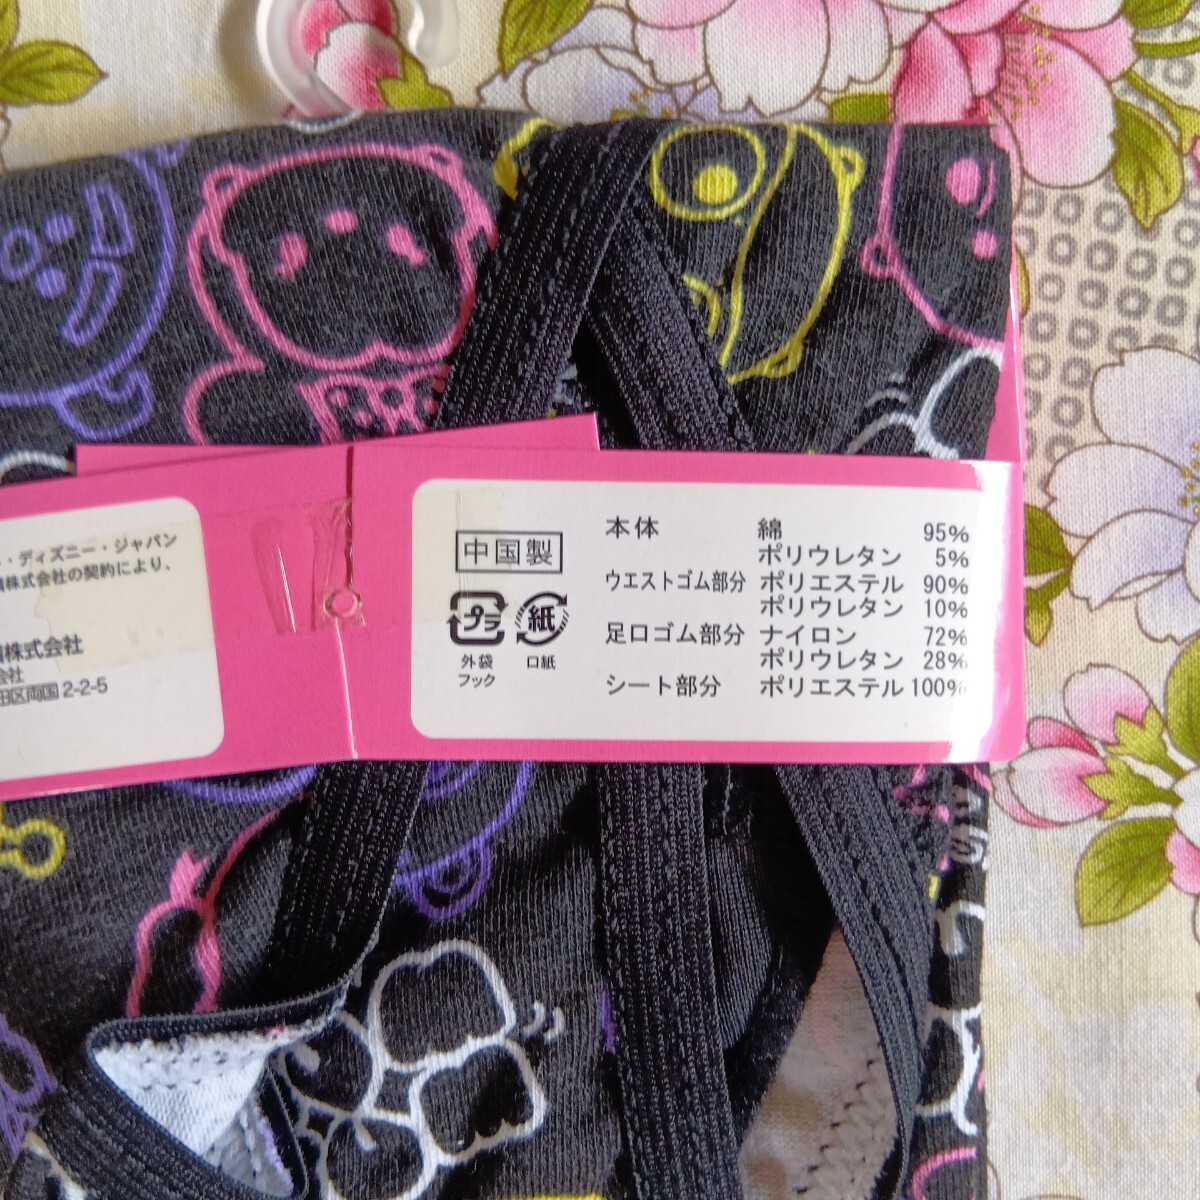 ディズニー・ジャパン
株式会社の契約により、
株式会社
会社
田区両国2-2-5
中国製
プラ
紙
外袋
フック
口紙
本体 綿 95%
ポリウレタン 5%
ウエストゴム部分 ポリエステル 90%
ポリウレタン 10%
足口ゴム部分 ナイロン 72%
ポリウレタン 28%
シート部分 ポリエステル 100%